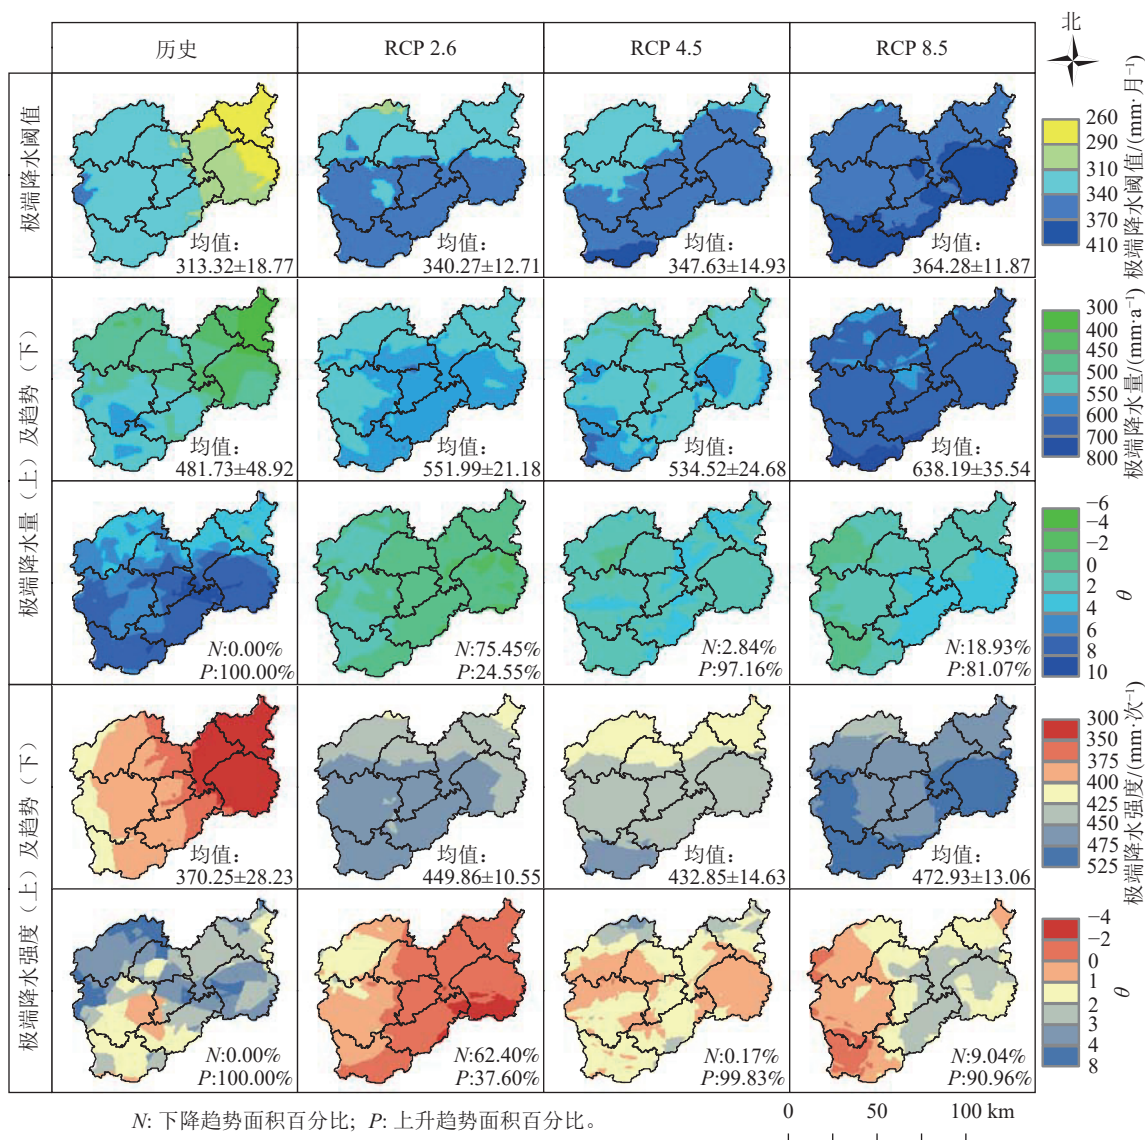 历史
RCP 2.6
RCP 4.5
RCP 8.5
北
极端降水阈值
均值：
313.32±18.77
均值：
340.27±12.71
均值：
347.63±14.93
均值：
364.28±11.87
260
290
310
340
370
410
极端降水阈值/(mm·月⁻¹)
极端降水量（上）及趋势（下）
均值：
481.73±48.92
均值：
551.99±21.18
均值：
534.52±24.68
均值：
638.19±35.54
300
400
450
500
550
600
700
800
极端降水量/(mm·a⁻¹)
N:0.00%
P:100.00%
N:75.45%
P:24.55%
N:2.84%
P:97.16%
N:18.93%
P:81.07%
−6
−4
−2
0
2
4
6
8
10
θ
极端降水强度（上）及趋势（下）
均值：
370.25±28.23
均值：
449.86±10.55
均值：
432.85±14.63
均值：
472.93±13.06
300
350
375
400
425
450
475
525
极端降水强度/(mm·次⁻¹)
N:0.00%
P:100.00%
N:62.40%
P:37.60%
N:0.17%
P:99.83%
N:9.04%
P:90.96%
−4
−2
0
1
2
3
4
8
θ
N: 下降趋势面积百分比；P: 上升趋势面积百分比。
0 50 100 km